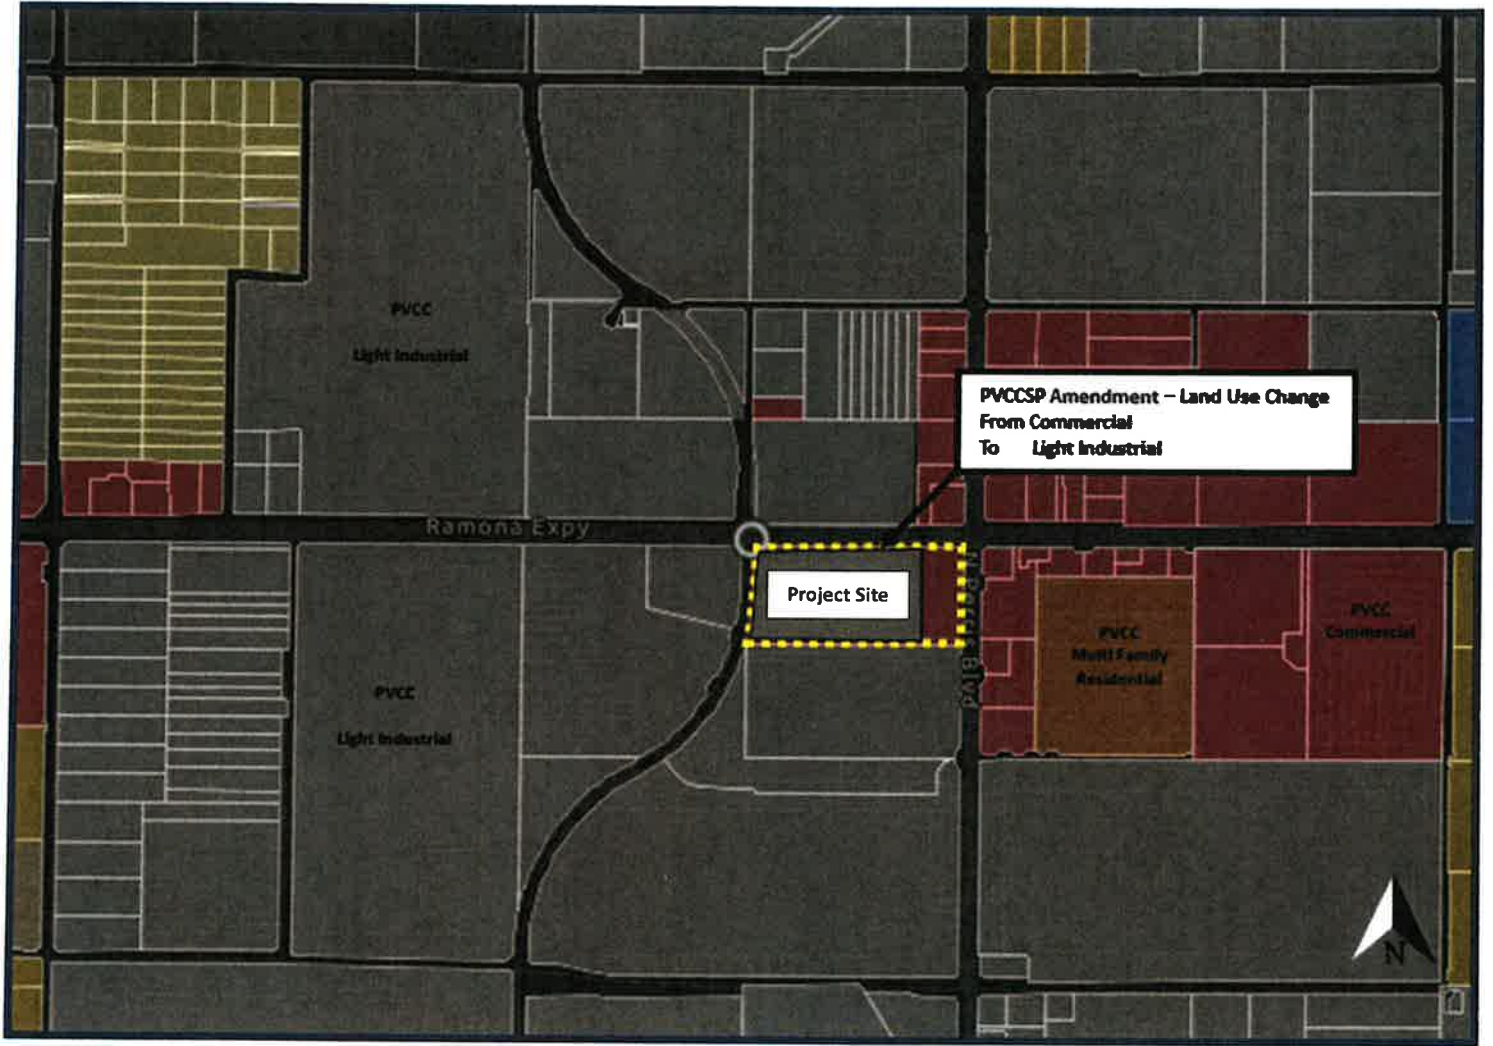 PVCC
Light Industrial
PVCCSP Amendment – Land Use Change
From Commercial
To Light Industrial
Ramona Expy
Project Site
N Perris Blvd
PVCC
Multi Family
Residential
PVCC
Commercial
PVCC
Light Industrial
N